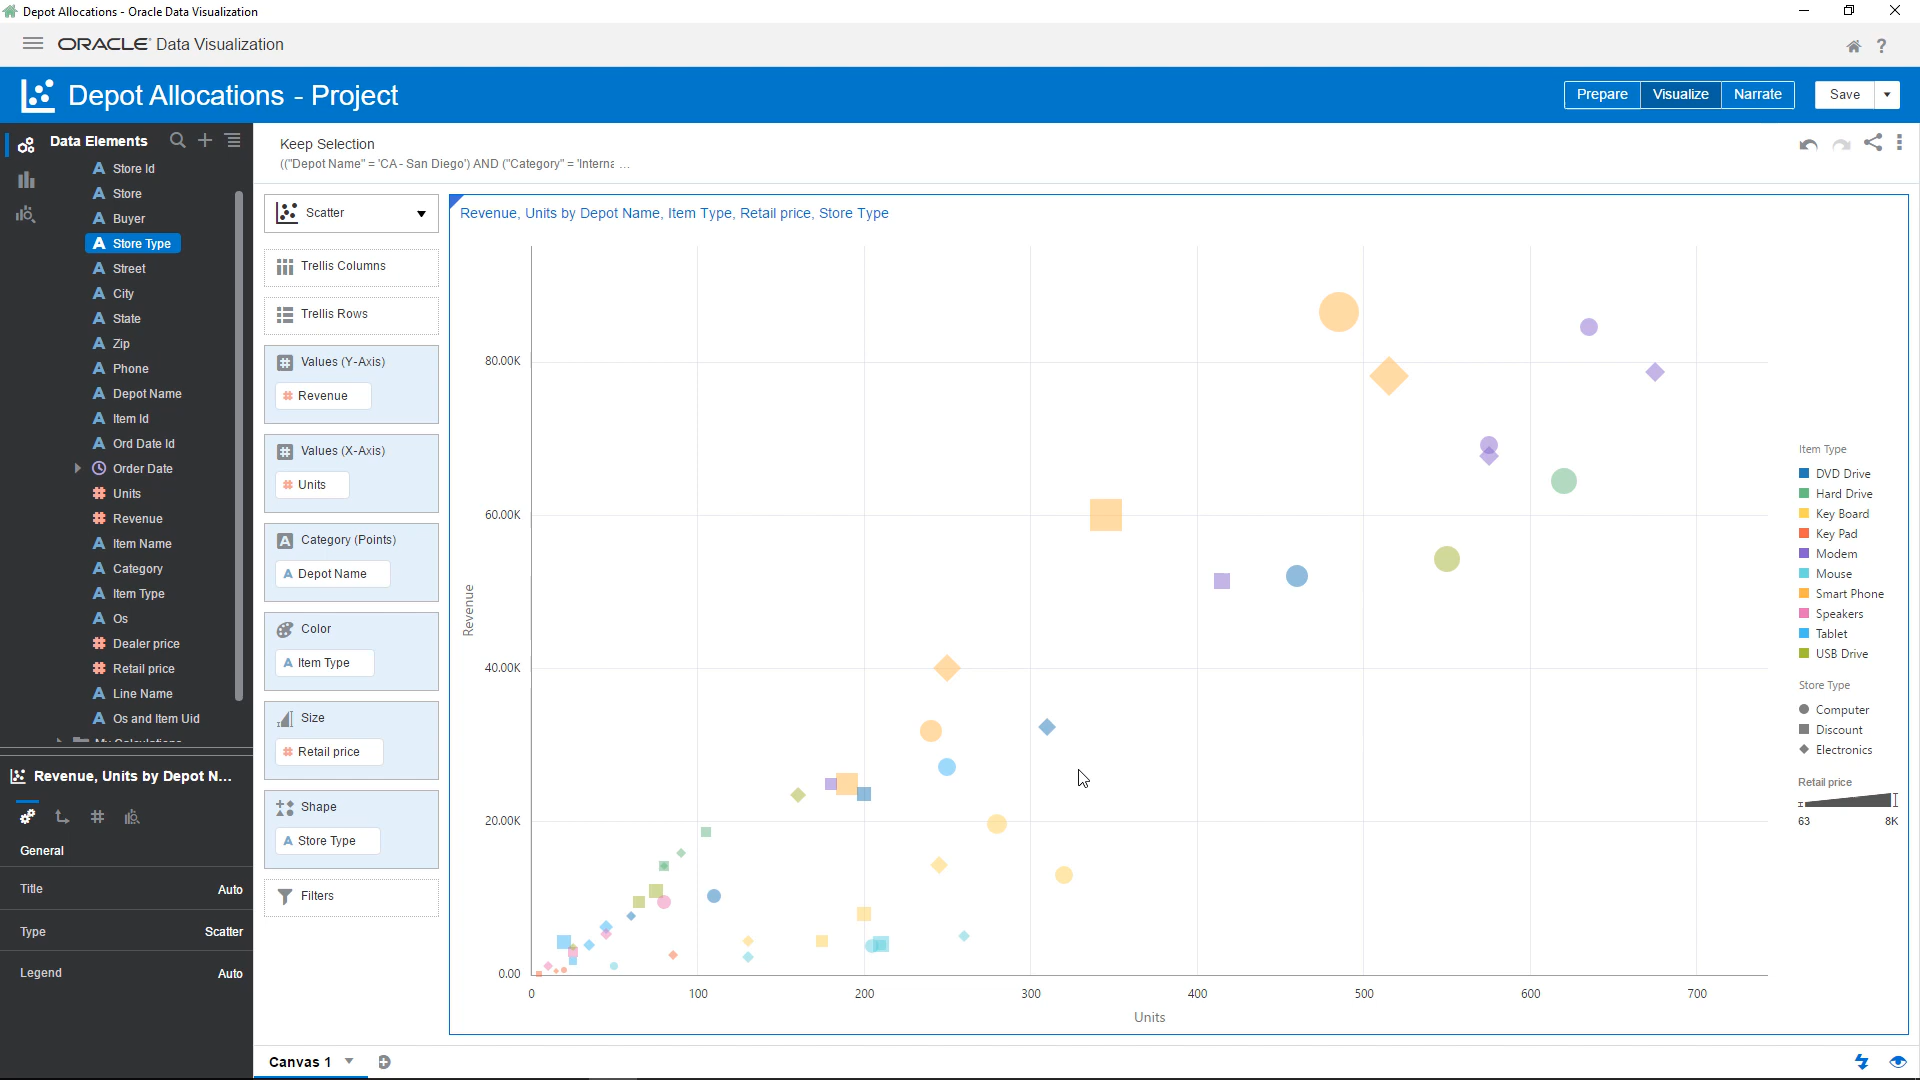 Depot Allocations - Oracle Data Visualization
ORACLE Data Visualization
?
Depot Allocations - Project
Prepare
Visualize
Narrate
Save
Data Elements
A Store Id
A Store
A Buyer
A Store Type
A Street
A City
A State
A Zip
A Phone
A Depot Name
A Item Id
A Ord Date Id
Order Date
# Units
# Revenue
A Item Name
A Category
A Item Type
A Os
# Dealer price
# Retail price
A Line Name
A Os and Item Uid
Revenue, Units by Depot N...
General
Title Auto
Type Scatter
Legend Auto
Keep Selection
(("Depot Name" = 'CA - San Diego') AND ("Category" = 'Interna ...
Scatter
Trellis Columns
Trellis Rows
Values (Y-Axis)
# Revenue
Values (X-Axis)
# Units
Category (Points)
A Depot Name
Color
A Item Type
Size
# Retail price
Shape
A Store Type
Filters
Revenue, Units by Depot Name, Item Type, Retail price, Store Type
80.00K
60.00K
40.00K
20.00K
0.00
Revenue
0
100
200
300
400
500
600
700
Units
Item Type
DVD Drive
Hard Drive
Key Board
Key Pad
Modem
Mouse
Smart Phone
Speakers
Tablet
USB Drive
Store Type
Computer
Discount
Electronics
Retail price
63 8K
Canvas 1